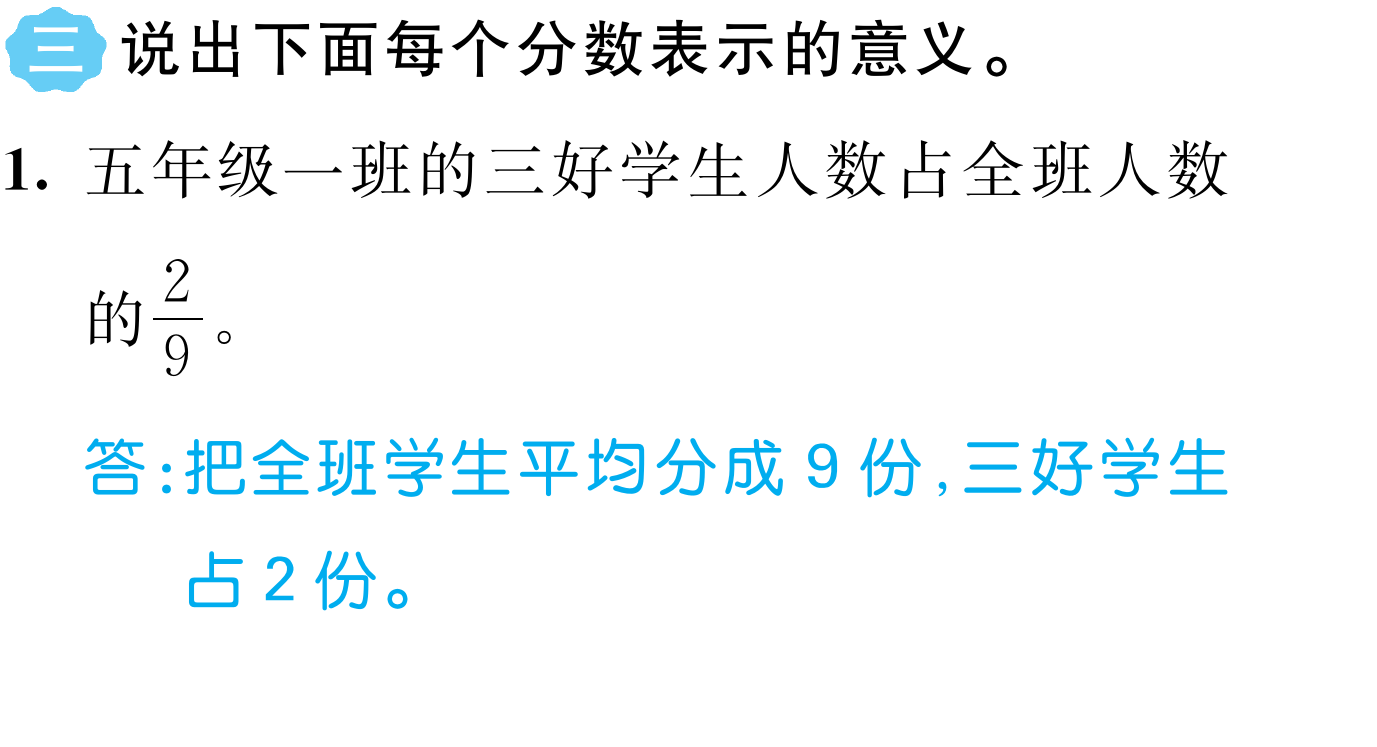 三 说出下面每个分数表示的意义。
1. 五年级一班的三好学生人数占全班人数
的2/9。
答:把全班学生平均分成 9 份,三好学生
占 2 份。